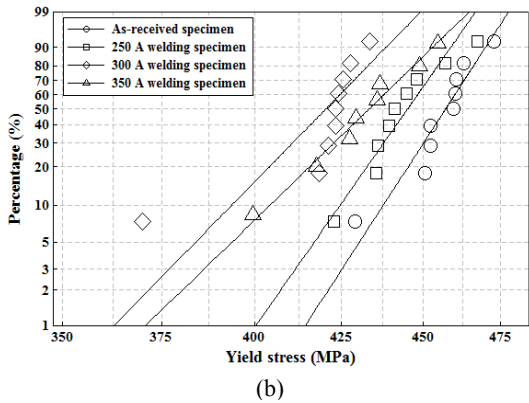 As-received specimen
250 A welding specimen
300 A welding specimen
350 A welding specimen
Percentage (%)
99
90
80
70
60
50
40
30
20
10
5
3
2
1
350
400
425
450
475
Yield stress (MPa)
(b)